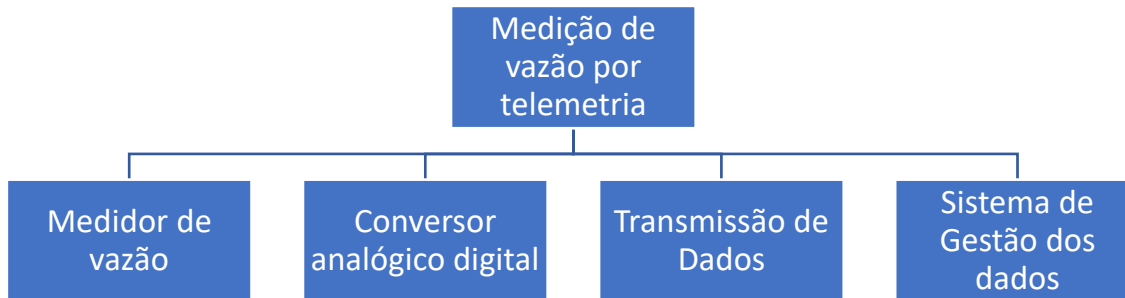 Medição de
vazão por
telemetria
Medidor de
vazão
Conversor
analógico digital
Transmissão de
Dados
Sistema de
Gestão dos
dados